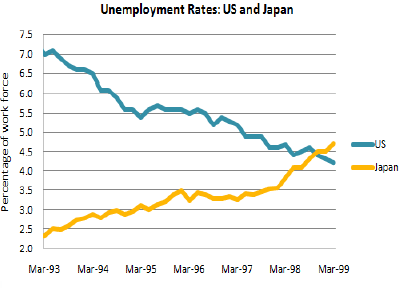 Unemployment Rates: US and Japan
Percentage of work force
7.5
7.0
6.5
6.0
5.5
5.0
4.5
4.0
3.5
3.0
2.5
2.0
Mar-93 Mar-94 Mar-95 Mar-96 Mar-97 Mar-98 Mar-99
US
Japan